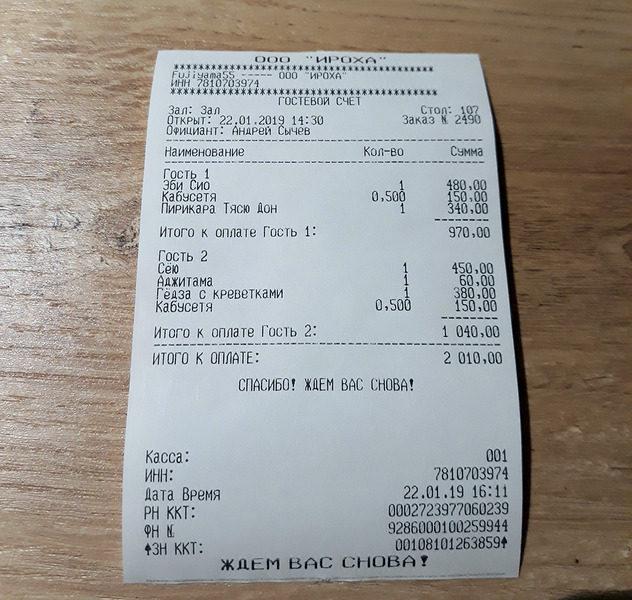 ООО "ИРОХА"
****************************************
Fujiyama55 ----- ООО "ИРОХА"
ИНН 7810703974
****************************************
ГОСТЕВОЙ СЧЕТ
Зал: Зал Стол: 107
Открыт: 22.01.2019 14:30 Заказ № 2490
Официант: Андрей Сычев
Наименование Кол-во Сумма
Гость 1
Эби Сио 1 480,00
Кабусетя 0,500 150,00
Пирикара Тясю Дон 1 340,00
Итого к оплате Гость 1: 970,00
Гость 2
Сею 1 450,00
Аджитама 1 60,00
Гёдза с креветками 1 380,00
Кабусетя 0,500 150,00
Итого к оплате Гость 2: 1 040,00
ИТОГО К ОПЛАТЕ: 2 010,00
СПАСИБО! ЖДЕМ ВАС СНОВА!
Касса: 001
ИНН: 7810703974
Дата Время 22.01.19 16:11
РН ККТ: 0002723977060239
ФН № 9286000100259944
↑ЗН ККТ: 00108101263859↑
ЖДЕМ ВАС СНОВА!